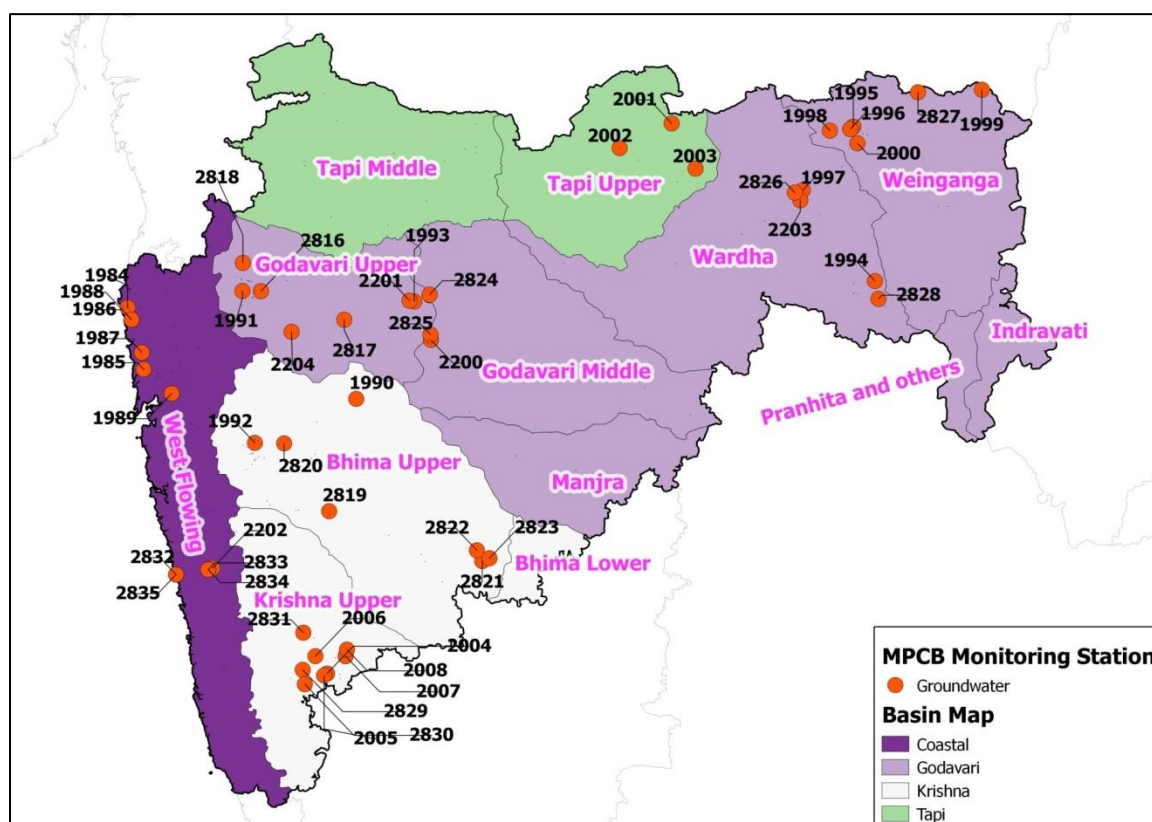 1995
2001
1996
1998
2827
1999
2002
2000
2003
Tapi Middle
Tapi Upper
Weinganga
2818
2826
1997
2816
1993
2203
Godavari Upper
Wardha
1984
2201
2824
1994
1988
1986
2825
2828
1991
Indravati
1987
2204
2817
2200
1985
Godavari Middle
1990
Pranhita and others
1989
1992
West Flowing
2820
Bhima Upper
Manjra
2819
2202
2822
2823
2832
2833
Bhima Lower
2834
2821
2835
Krishna Upper
2831
2006
2004
2008
2007
2829
2005
2830
MPCB Monitoring Station
Groundwater
Basin Map
Coastal
Godavari
Krishna
Tapi